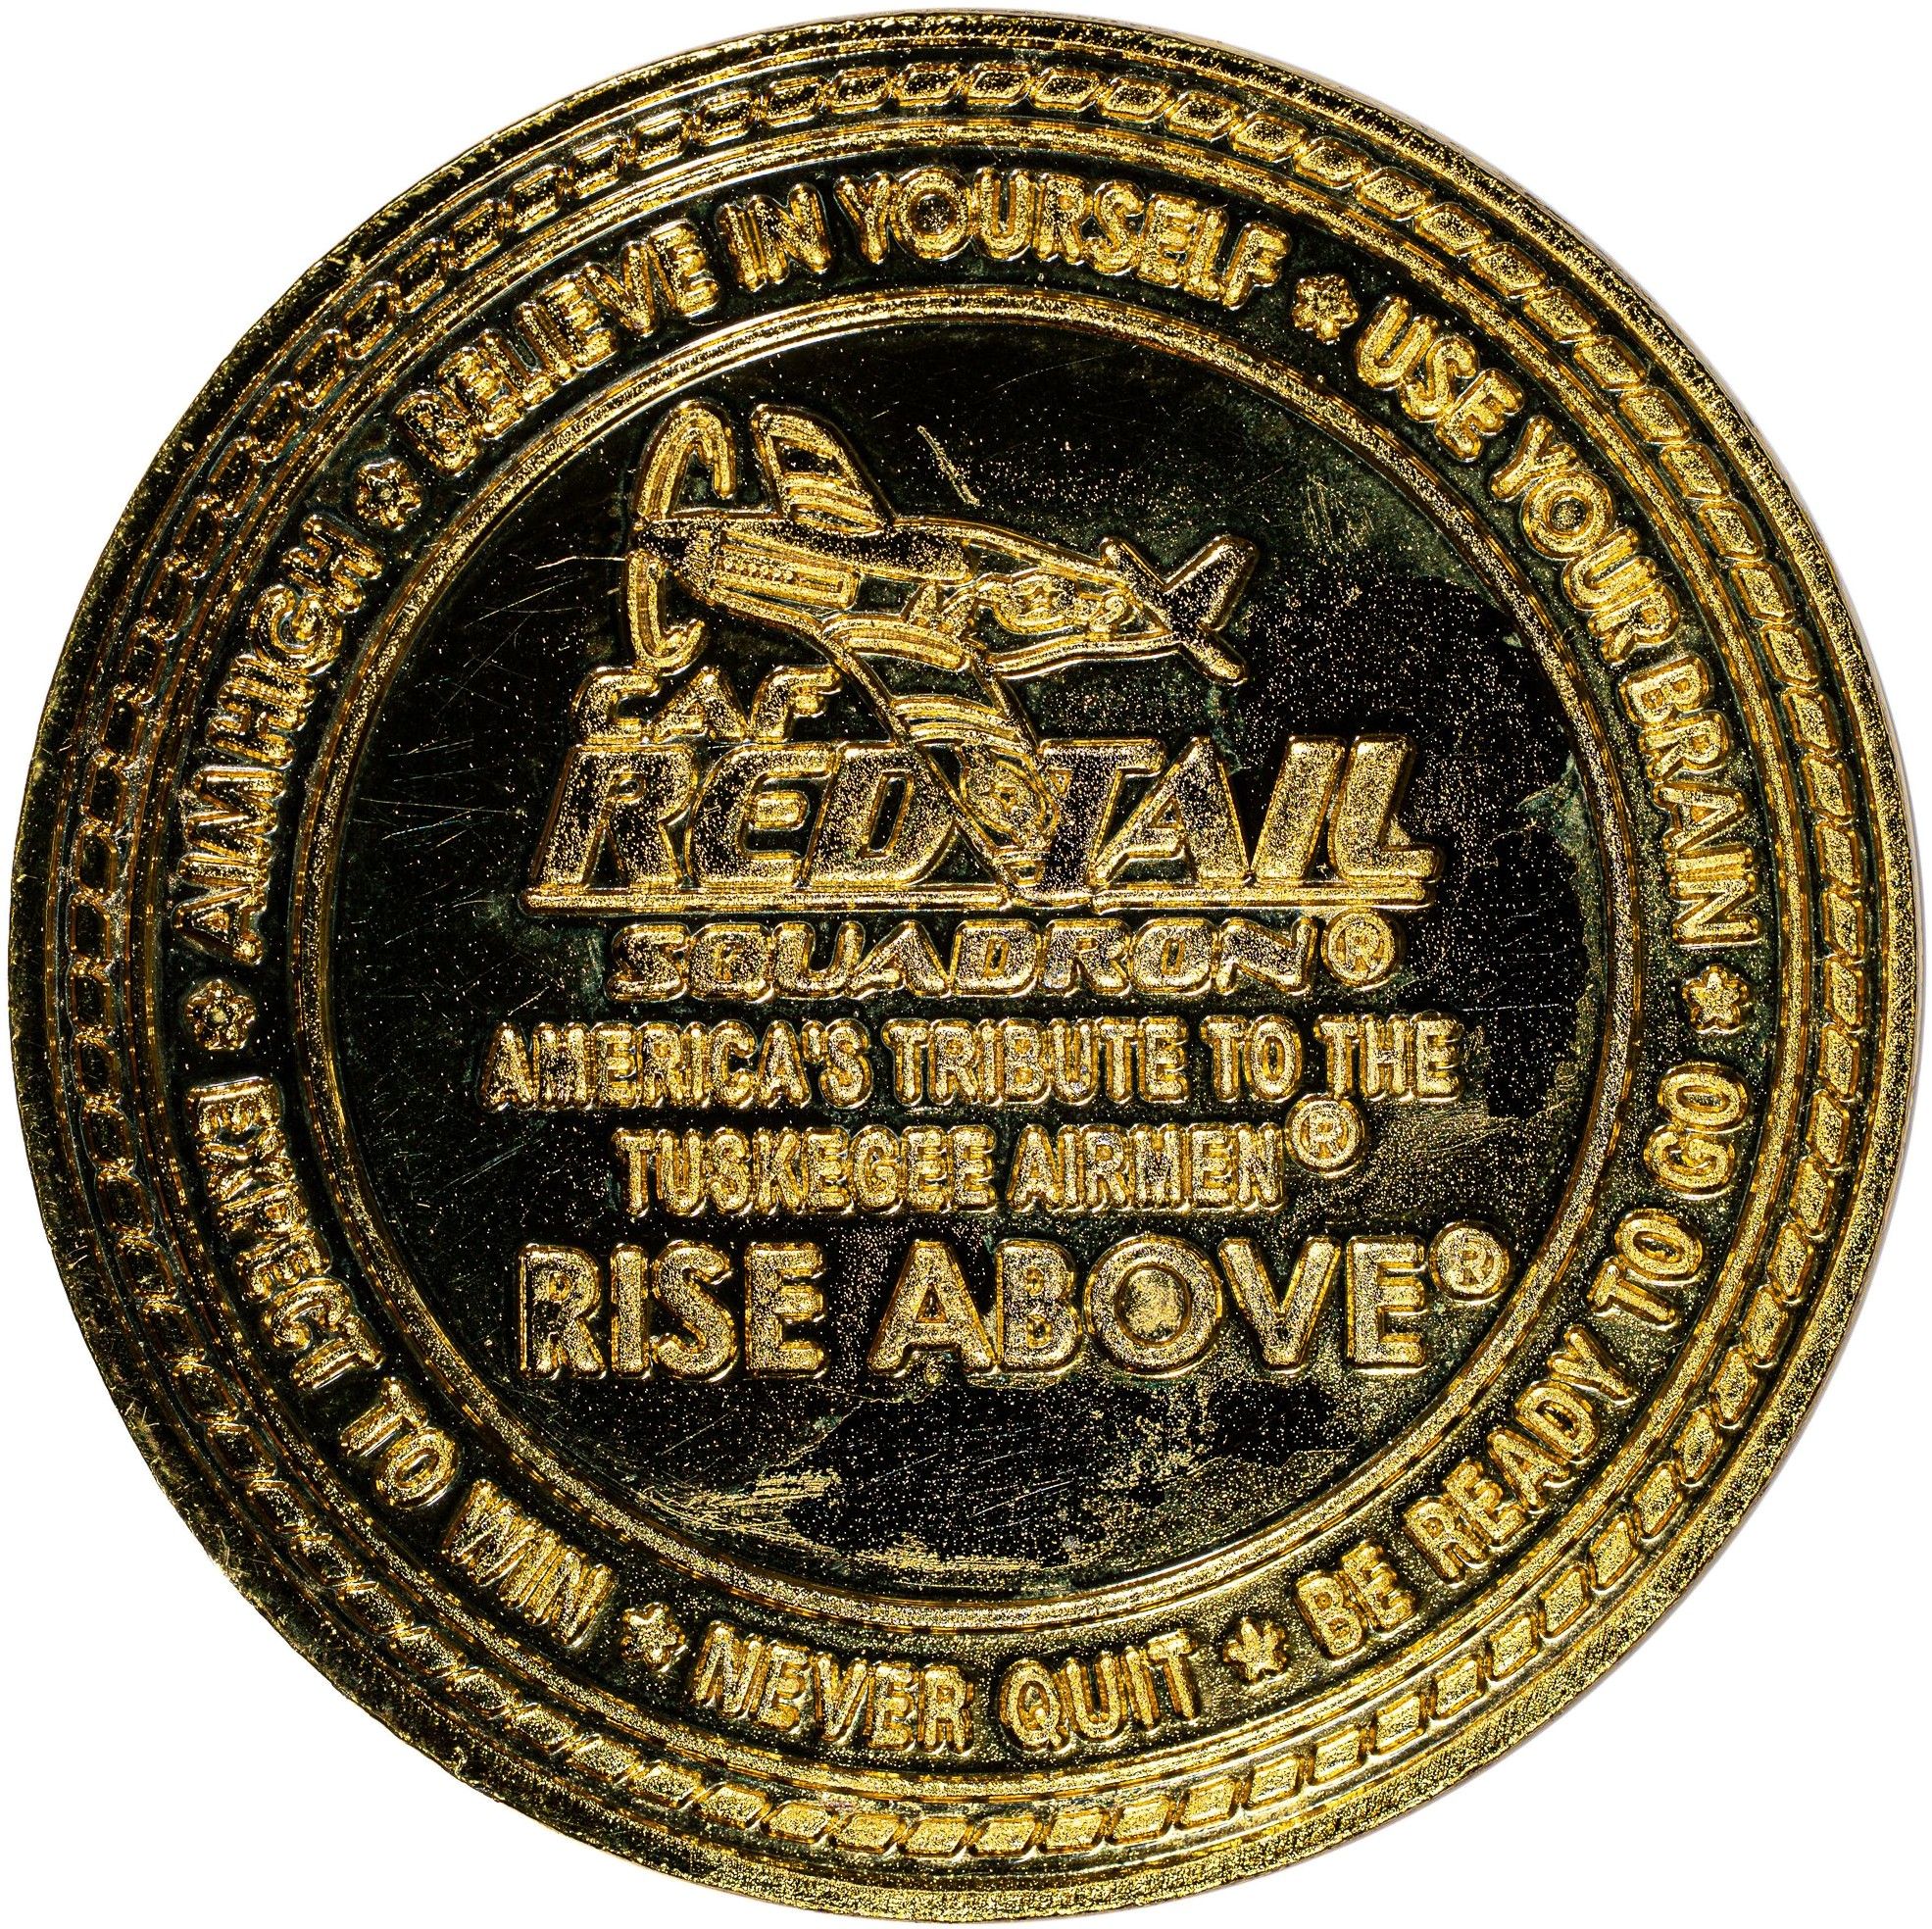 AIM HIGH
BELIEVE IN YOURSELF
USE YOUR BRAIN
BE READY TO GO
NEVER QUIT
EXPECT TO WIN
CAF
RED TAIL
SQUADRON®
AMERICA'S TRIBUTE TO THE
TUSKEGEE AIRMEN®
RISE ABOVE®